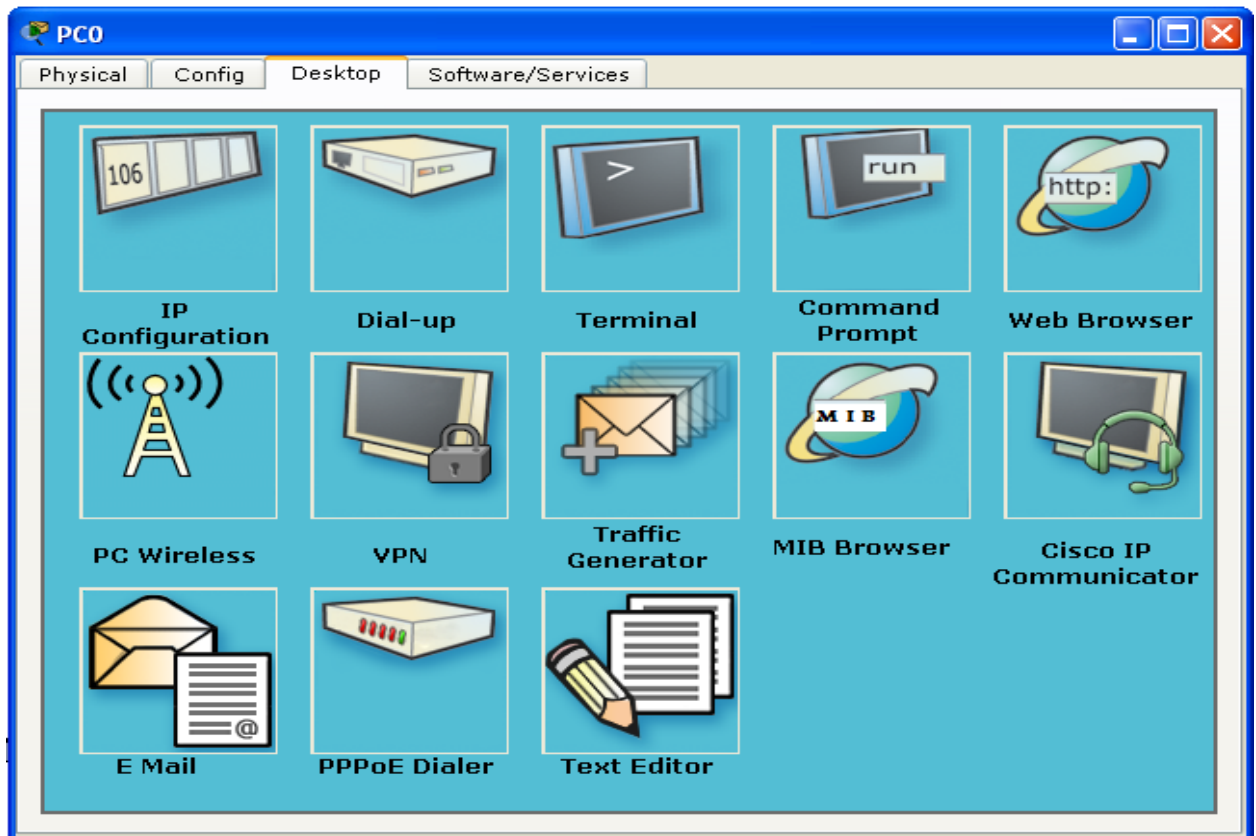 PC0
Physical Config Desktop Software/Services
106
>
run
http:
IP
Configuration
Dial-up
Terminal
Command
Prompt
Web Browser
MIB
PC Wireless
VPN
Traffic
Generator
MIB Browser
Cisco IP
Communicator
@
E Mail
PPPoE Dialer
Text Editor